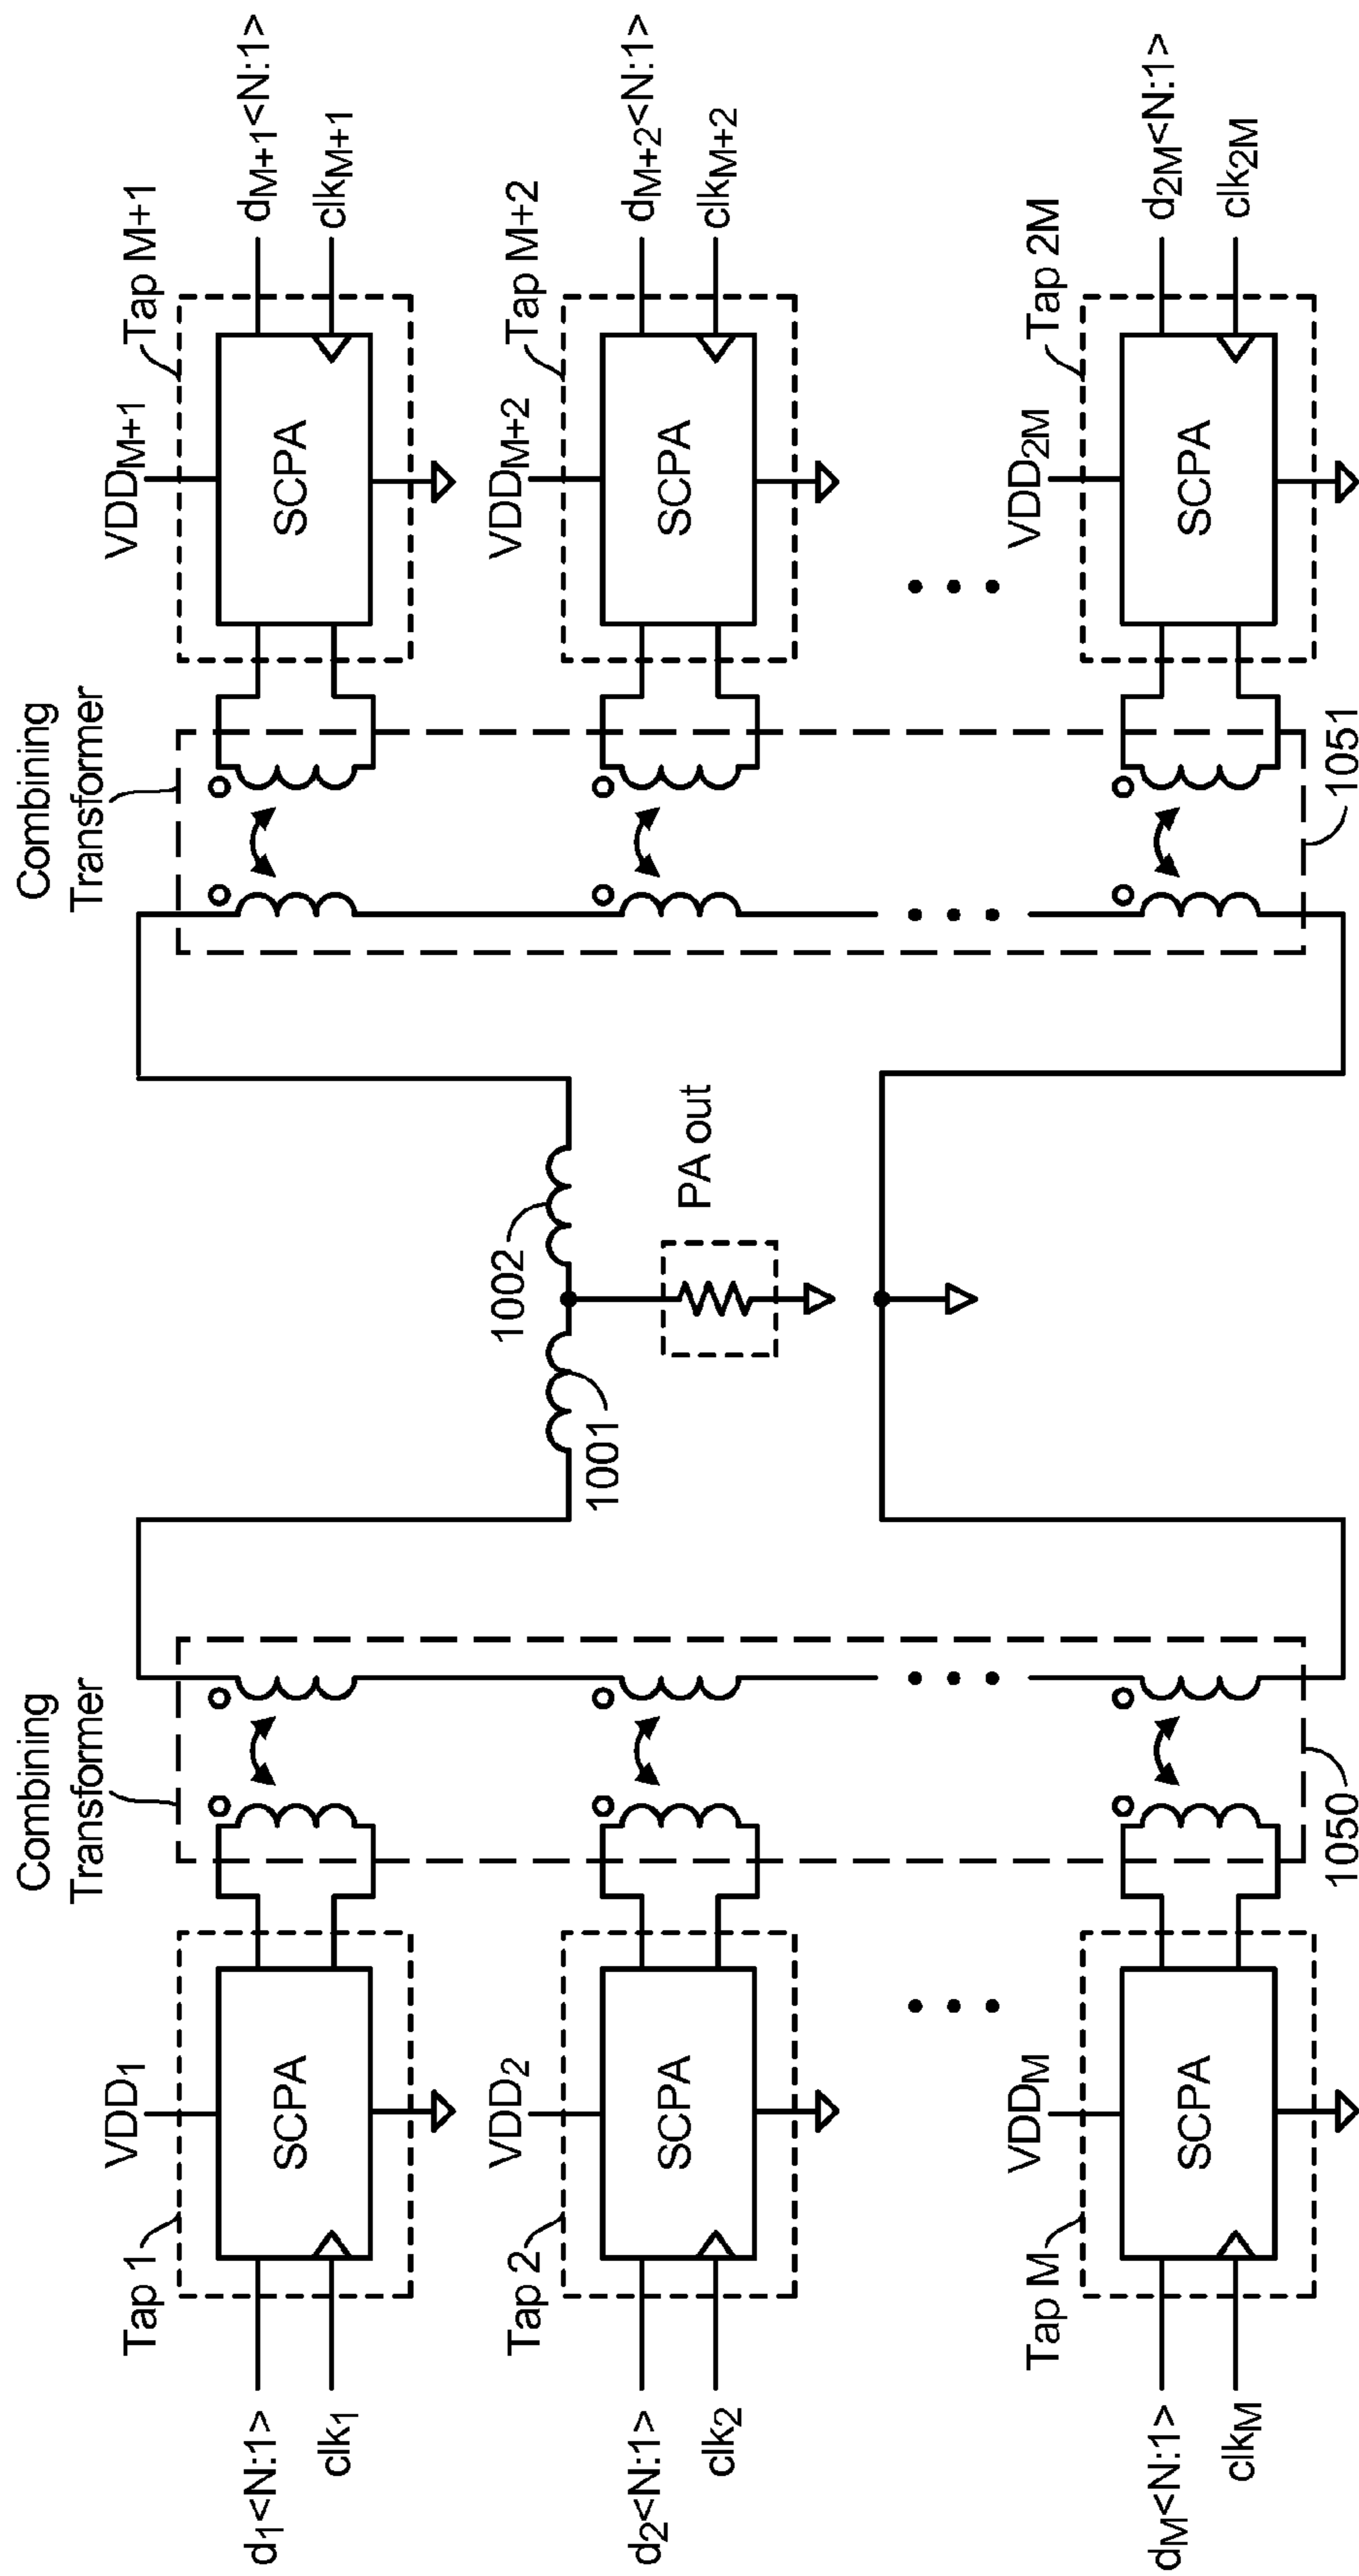 Combining
Transformer
Combining
Transformer
VDD1
VDDM+1
Tap 1
Tap M+1
SCPA
SCPA
d1<N:1>
clk1
dM+1<N:1>
clkM+1
VDD2
VDDM+2
Tap 2
Tap M+2
SCPA
SCPA
d2<N:1>
clk2
dM+2<N:1>
clkM+2
1001
1002
PA out
VDDM
VDD2M
Tap M
Tap 2M
SCPA
SCPA
dM<N:1>
clkM
d2M<N:1>
clk2M
1050
1051